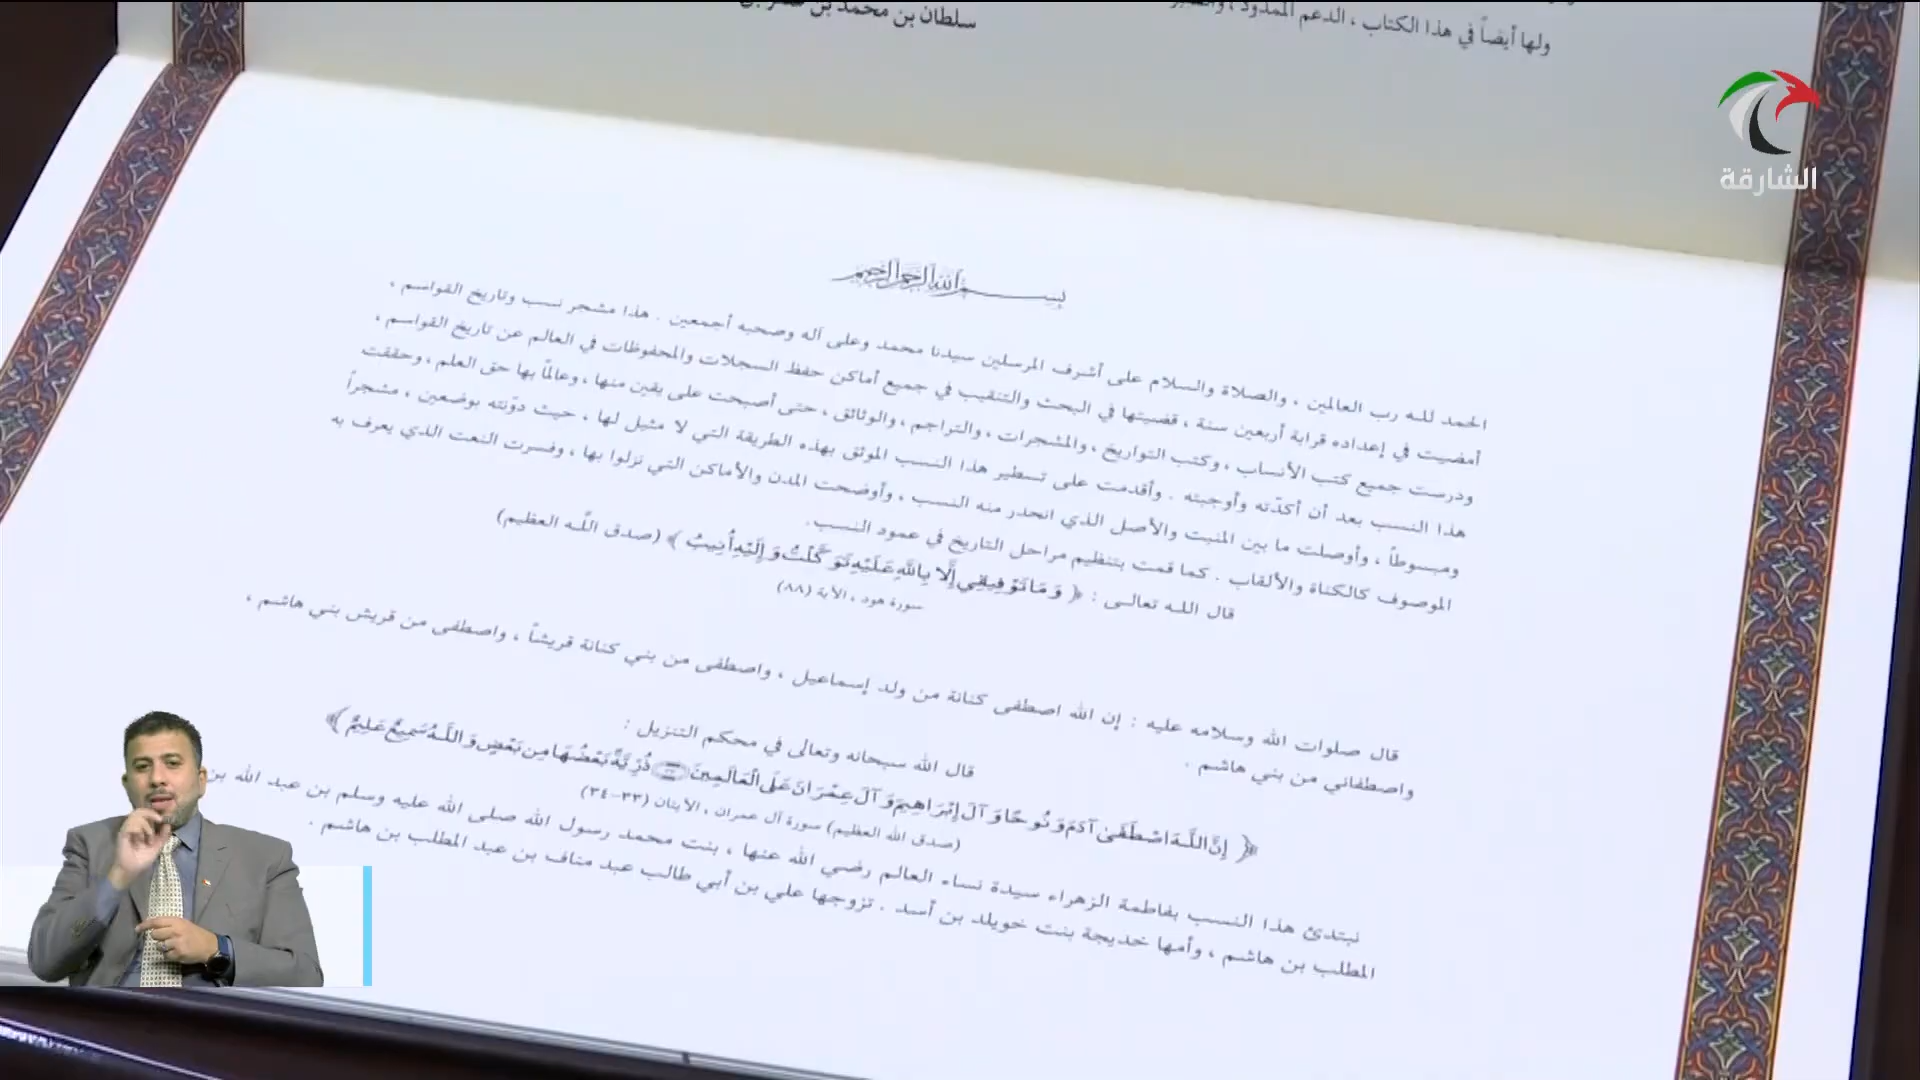 ولها أيضاً في هذا الكتاب ، الدعم الممدود ،
سلطان بن محمد بن صقر بن
الشارقة
بسم الله الرحمن الرحيم
الحمد لله رب العالمين ، والصلاة والسلام على أشرف المرسلين سيدنا محمد وعلى آله وصحبه أجمعين . هذا مشجر نسب وتاريخ القواسم ،
أمضيت في إعداده قرابة أربعين سنة ، قضيتها في البحث والتنقيب في جميع أماكن حفظ السجلات والمحفوظات في العالم عن تاريخ القواسم ،
ودرست جميع كتب الأنساب ، وكتب التواريخ ، والمشجرات ، والتراجم ، والوثائق ، حتى أصبحت على يقين منها ، وعالماً بها حق العلم ، وحققت
هذا النسب بعد أن أكدّته وأوجبته . وأقدمت على تسطير هذا النسب الموثق بهذه الطريقة التي لا مثيل لها ، حيث دوّنته بوضعين ، مشجراً
ومبسوطاً ، وأوصلت ما بين المنبت والأصل الذي انحدر منه النسب ، وأوضحت المدن والأماكن التي نزلوا بها ، وفسرت النعت الذي يعرف به
الموصوف كالكناة والألقاب . كما قمت بتنظيم مراحل التاريخ في عمود النسب .
قال الله تعالى : ﴿ وَمَا تَوْفِيقِي إِلَّا بِاللَّهِ عَلَيْهِ تَوَكَّلْتُ وَإِلَيْهِ أُنِيبُ ﴾ (صدق اللّه العظيم)
سورة هود ، الآية (٨٨)
قال صلوات الله وسلامه عليه : إن الله اصطفى كنانة من ولد إسماعيل ، واصطفى من بني كنانة قريشاً ، واصطفى من قريش بني هاشم ،
واصطفاني من بني هاشم .
قال الله سبحانه وتعالى في محكم التنزيل :
﴿ إِنَّ اللَّهَ اصْطَفَىٰ آدَمَ وَنُوحًا وَآلَ إِبْرَاهِيمَ وَآلَ عِمْرَانَ عَلَى الْعَالَمِينَ ۝٣٣ ذُرِّيَّةً بَعْضُهَا مِن بَعْضٍ وَاللَّهُ سَمِيعٌ عَلِيمٌ ﴾
(صدق الله العظيم) سورة آل عمران ، الآيتان (٣٣-٣٤)
نبتدئ هذا النسب بفاطمة الزهراء سيدة نساء العالم رضي الله عنها ، بنت محمد رسول الله صلى الله عليه وسلم بن عبد الله بن
المطلب بن هاشم ، وأمها خديجة بنت خويلد بن أسد . تزوجها علي بن أبي طالب عبد مناف بن عبد المطلب بن هاشم .